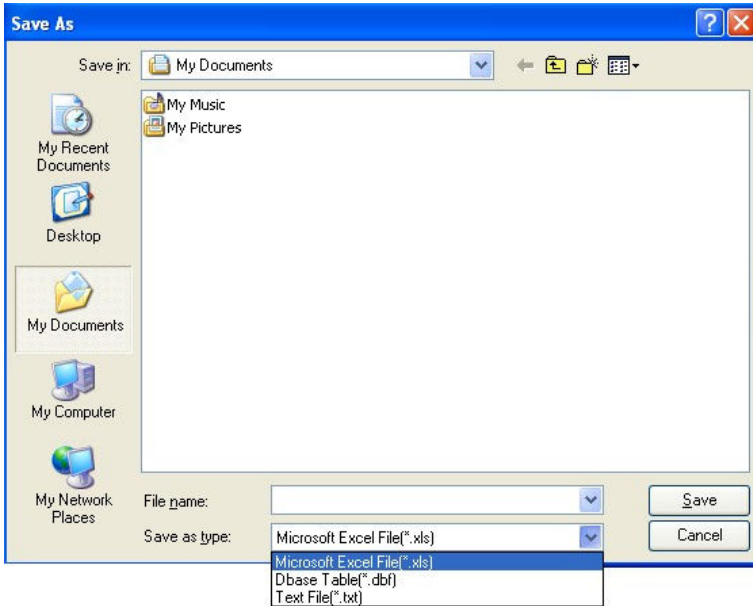 Save As
Save in:
My Documents
My Music
My Pictures
My Recent
Documents
Desktop
My Documents
My Computer
My Network
Places
File name:
Save
Save as type:
Microsoft Excel File(*.xls)
Cancel
Microsoft Excel File(*.xls)
Dbase Table(*.dbf)
Text File(*.txt)